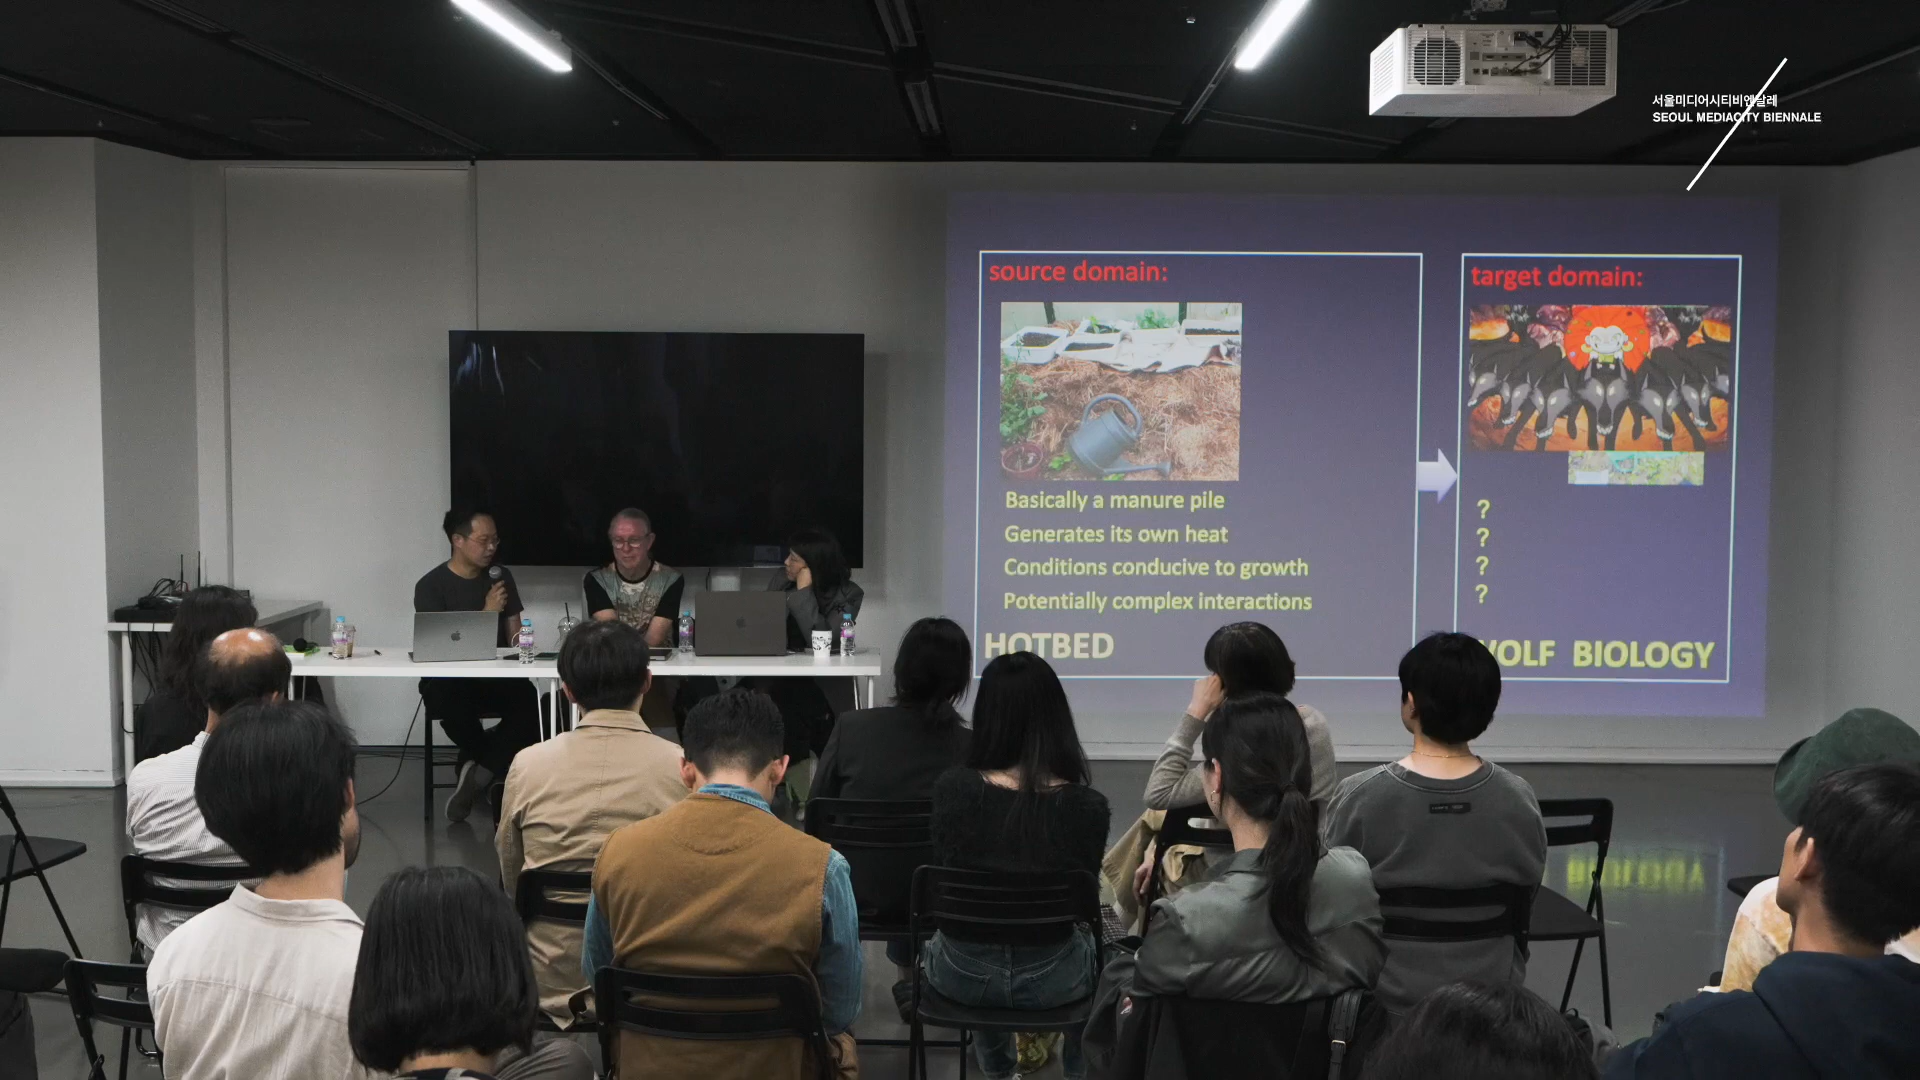 서울미디어시티비엔날레
SEOUL MEDIACITY BIENNALE
source domain:
Basically a manure pile
Generates its own heat
Conditions conducive to growth
Potentially complex interactions
HOTBED
target domain:
?
?
?
?
WOLF BIOLOGY